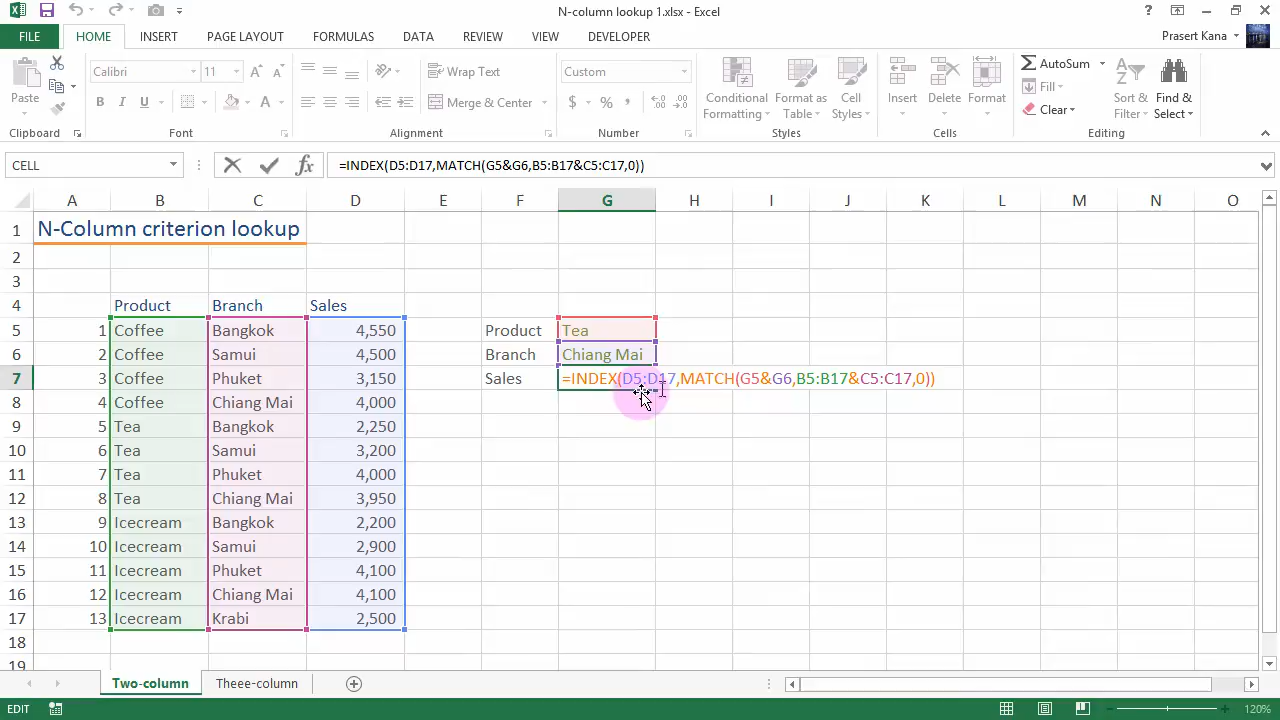 N-column lookup 1.xlsx - Excel
FILE HOME INSERT PAGE LAYOUT FORMULAS DATA REVIEW VIEW DEVELOPER Prasert Kana
Paste
Calibri 11
B I U
Wrap Text
Merge & Center
Custom
$ % ,
Conditional Formatting
Format as Table
Cell Styles
Insert Delete Format
AutoSum
Fill
Clear
Sort & Filter
Find & Select
Clipboard Font Alignment Number Styles Cells Editing
CELL =INDEX(D5:D17,MATCH(G5&G6,B5:B17&C5:C17,0))
A B C D E F G H I J K L M N O
1 N-Column criterion lookup
2
3
4 Product Branch Sales
5 1 Coffee Bangkok 4,550 Product Tea
6 2 Coffee Samui 4,500 Branch Chiang Mai
7 3 Coffee Phuket 3,150 Sales =INDEX(D5:D17,MATCH(G5&G6,B5:B17&C5:C17,0))
8 4 Coffee Chiang Mai 4,000
9 5 Tea Bangkok 2,250
10 6 Tea Samui 3,200
11 7 Tea Phuket 4,000
12 8 Tea Chiang Mai 3,950
13 9 Icecream Bangkok 2,200
14 10 Icecream Samui 2,900
15 11 Icecream Phuket 4,100
16 12 Icecream Chiang Mai 4,100
17 13 Icecream Krabi 2,500
18
19
Two-column Theee-column
EDIT 120%